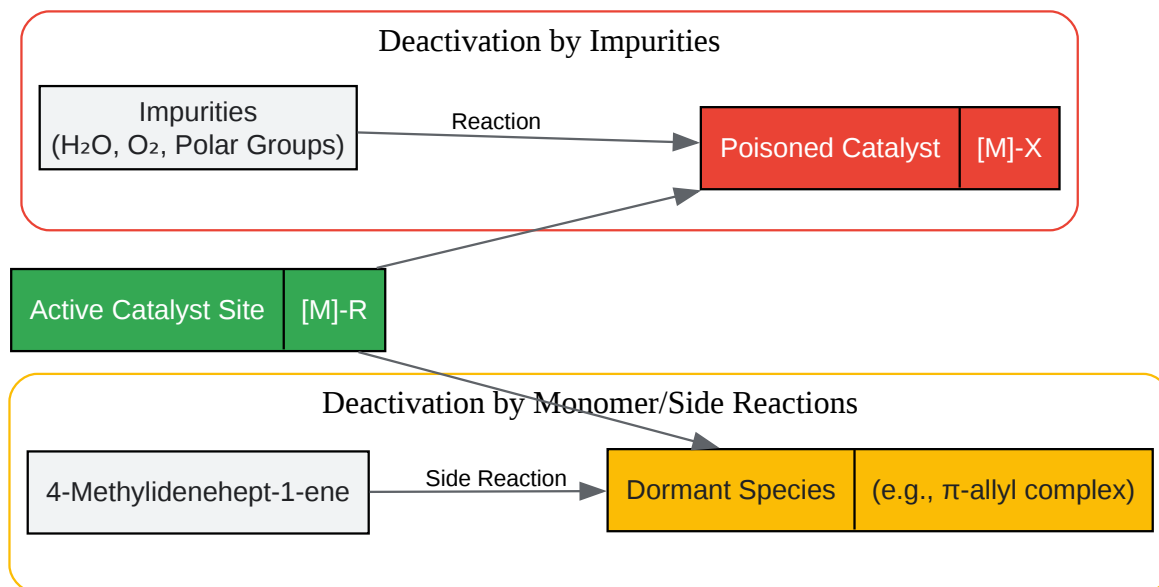 Deactivation by Impurities
Impurities
(H₂O, O₂, Polar Groups)
Reaction
Poisoned Catalyst
[M]-X
Active Catalyst Site
[M]-R
Deactivation by Monomer/Side Reactions
4-Methylidenehept-1-ene
Side Reaction
Dormant Species
(e.g., π-allyl complex)